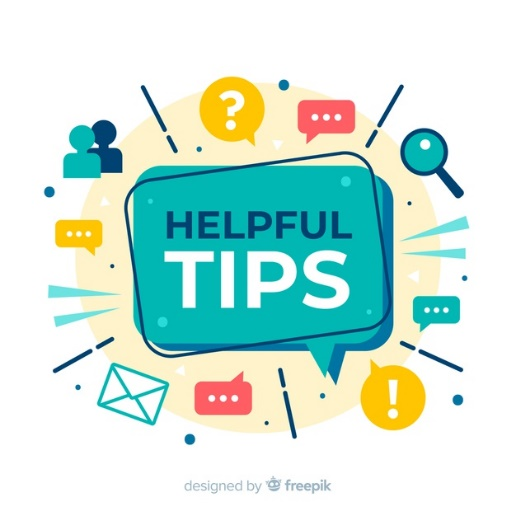 ?
HELPFUL
TIPS
!
designed by freepik